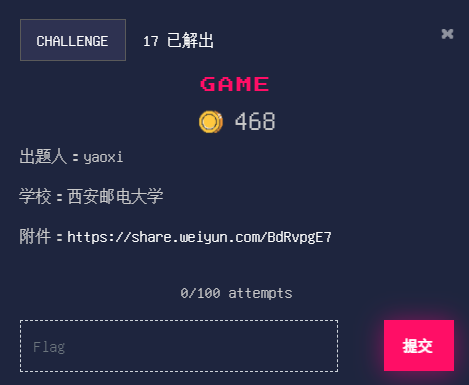 CHALLENGE 17 已解出 ✖
GAME
468
出题人：yaoxi
学校：西安邮电大学
附件：https://share.weiyun.com/BdRvpgE7
0/100 attempts
Flag 提交